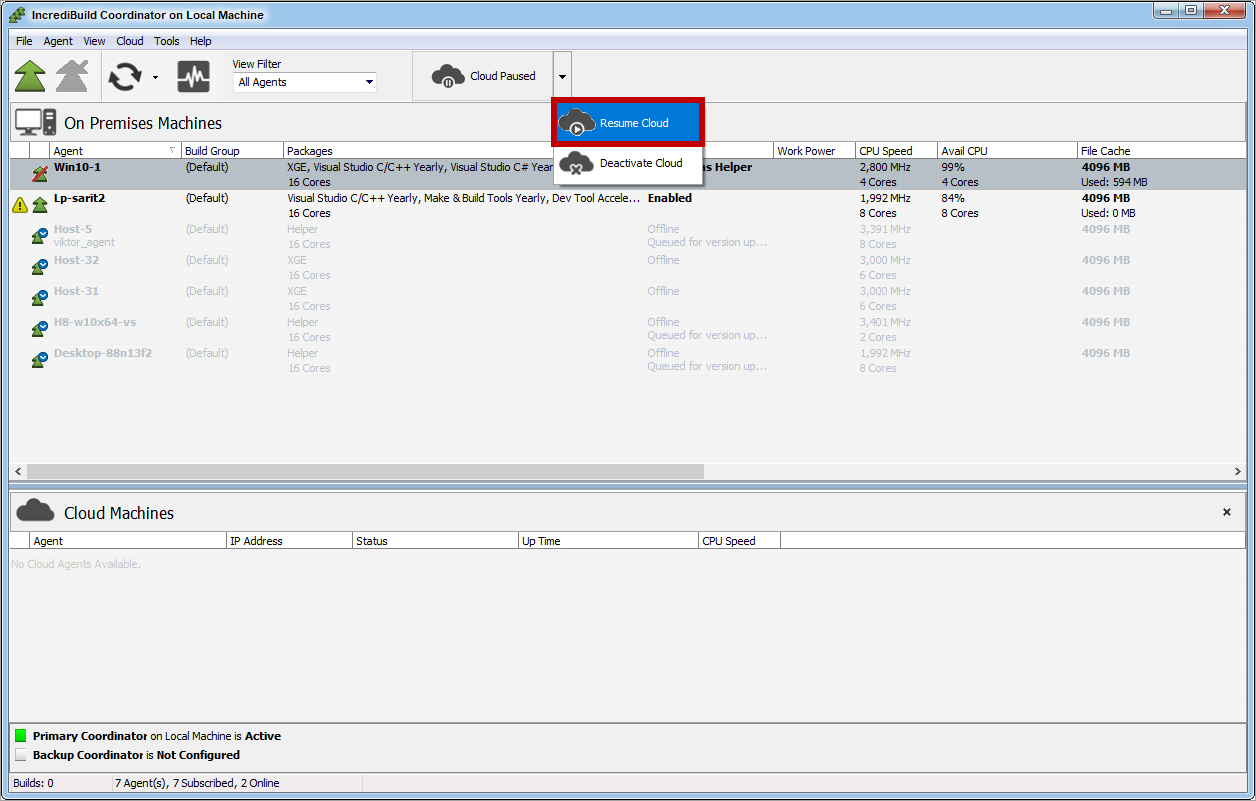 IncrediBuild Coordinator on Local Machine
File Agent View Cloud Tools Help
View Filter
All Agents
Cloud Paused
Resume Cloud
Deactivate Cloud
On Premises Machines
Agent Build Group Packages Work Power CPU Speed Avail CPU File Cache
Win10-1 (Default) XGE, Visual Studio C/C++ Yearly, Visual Studio C# Year Helper 2,800 MHz 99% 4096 MB
16 Cores 4 Cores 4 Cores Used: 594 MB
Lp-sarit2 (Default) Visual Studio C/C++ Yearly, Make & Build Tools Yearly, Dev Tool Accele... Enabled 1,992 MHz 84% 4096 MB
16 Cores 8 Cores 8 Cores Used: 0 MB
Host-5 (Default) Helper Offline 3,391 MHz 4096 MB
viktor_agent 16 Cores Queued for version up... 8 Cores
Host-32 (Default) XGE Offline 3,000 MHz 4096 MB
16 Cores 6 Cores
Host-31 (Default) XGE Offline 3,000 MHz 4096 MB
16 Cores 6 Cores
H8-w10x64-vs (Default) Helper Offline 3,401 MHz 4096 MB
16 Cores Queued for version up... 2 Cores
Desktop-88n13f2 (Default) Helper Offline 1,992 MHz 4096 MB
16 Cores Queued for version up... 8 Cores
Cloud Machines
Agent IP Address Status Up Time CPU Speed
No Cloud Agents Available.
Primary Coordinator on Local Machine is Active
Backup Coordinator is Not Configured
Builds: 0 7 Agent(s), 7 Subscribed, 2 Online